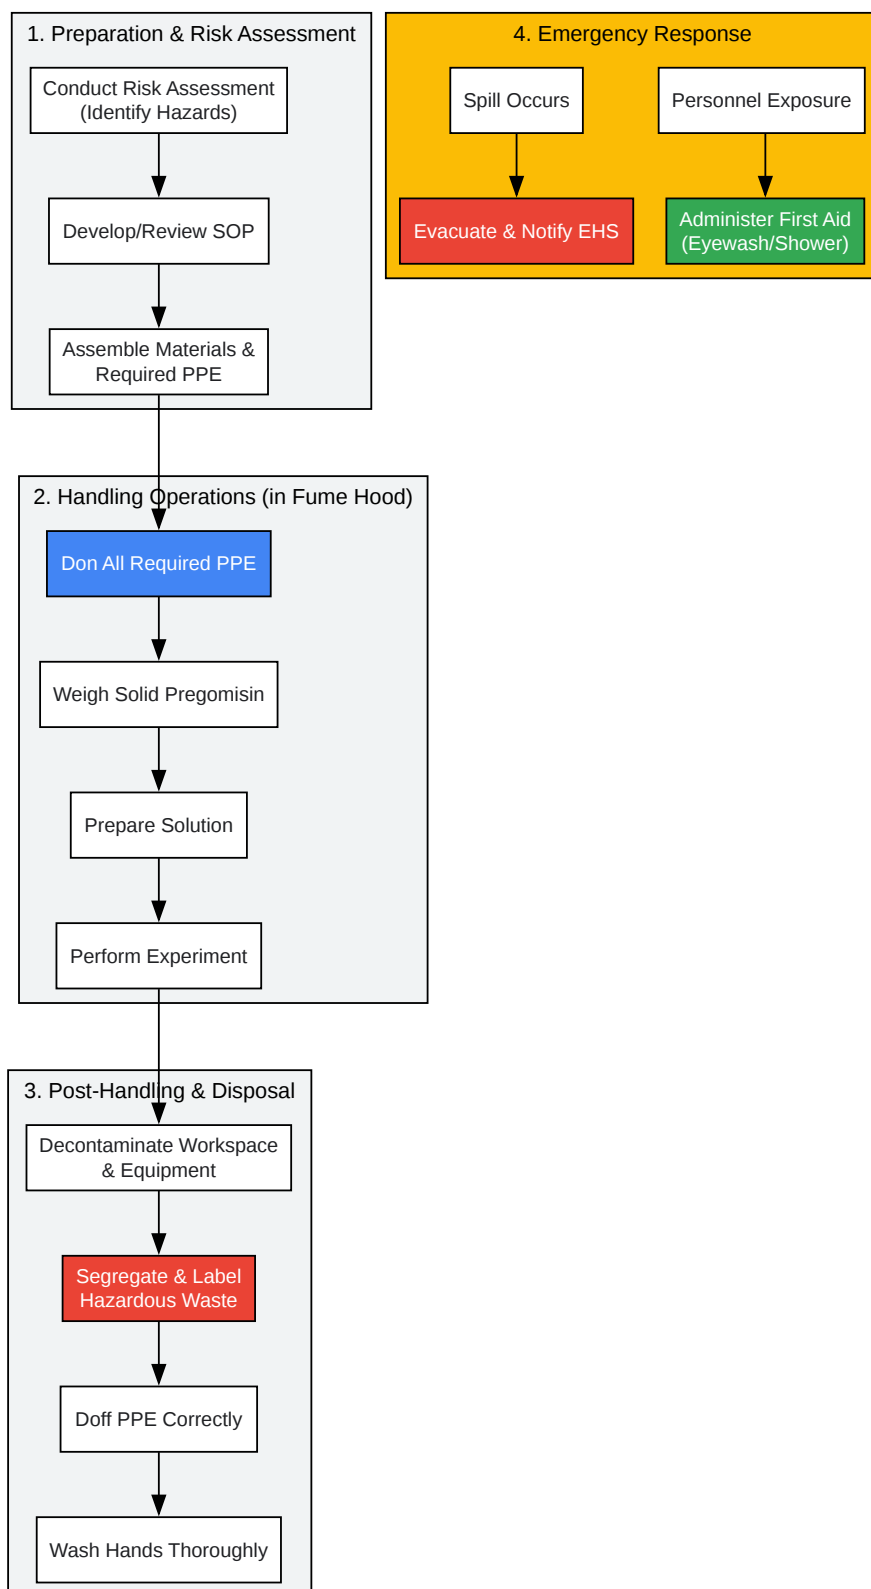 1. Preparation & Risk Assessment
Conduct Risk Assessment
(Identify Hazards)
Develop/Review SOP
Assemble Materials &
Required PPE
4. Emergency Response
Spill Occurs
Personnel Exposure
Evacuate & Notify EHS
Administer First Aid
(Eyewash/Shower)
2. Handling Operations (in Fume Hood)
Don All Required PPE
Weigh Solid Pregomisin
Prepare Solution
Perform Experiment
3. Post-Handling & Disposal
Decontaminate Workspace
& Equipment
Segregate & Label
Hazardous Waste
Doff PPE Correctly
Wash Hands Thoroughly